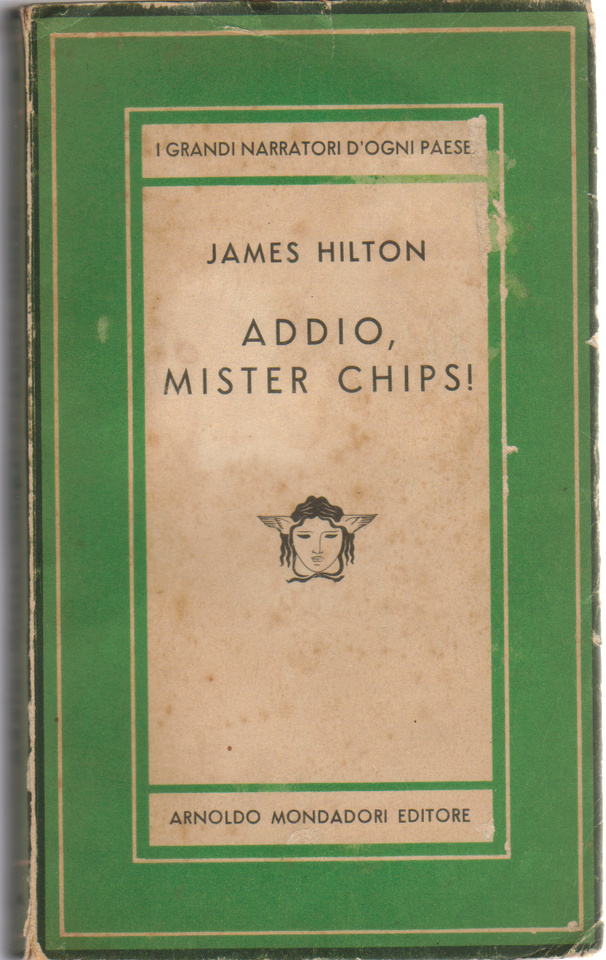 I GRANDI NARRATORI D'OGNI PAESE
JAMES HILTON
ADDIO,
MISTER CHIPS!
ARNOLDO MONDADORI EDITORE